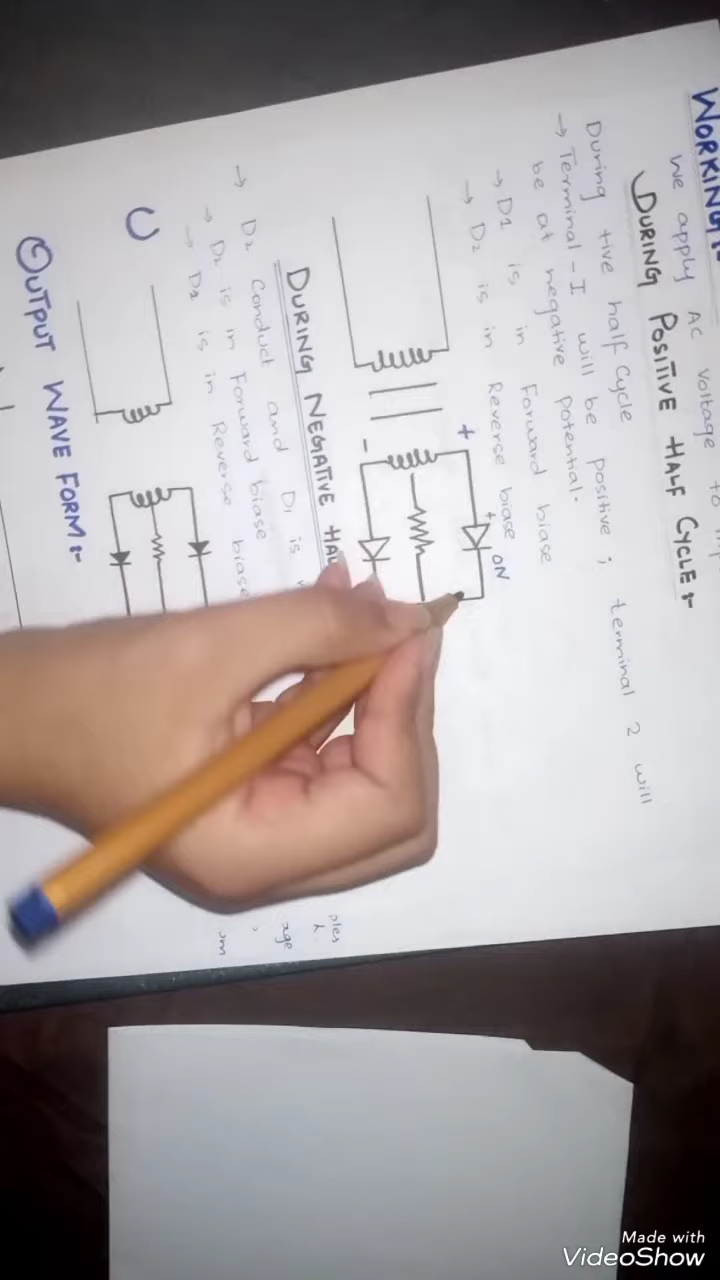 WORKING:-
We apply AC voltage to
DURING POSITIVE HALF CYCLE:-
During +ive half cycle
→ Terminal-I will be positive ; terminal 2 will
be at negative potential.
→ D1 is in Forward biase
→ D2 is in Reverse biase
+
+
ON
-
DURING NEGATIVE
→ D2 conduct and D1 is
→ D2 is in Forward biase
→ D1 is in Reverse biase
OUTPUT WAVE FORM:-
Made with
VideoShow